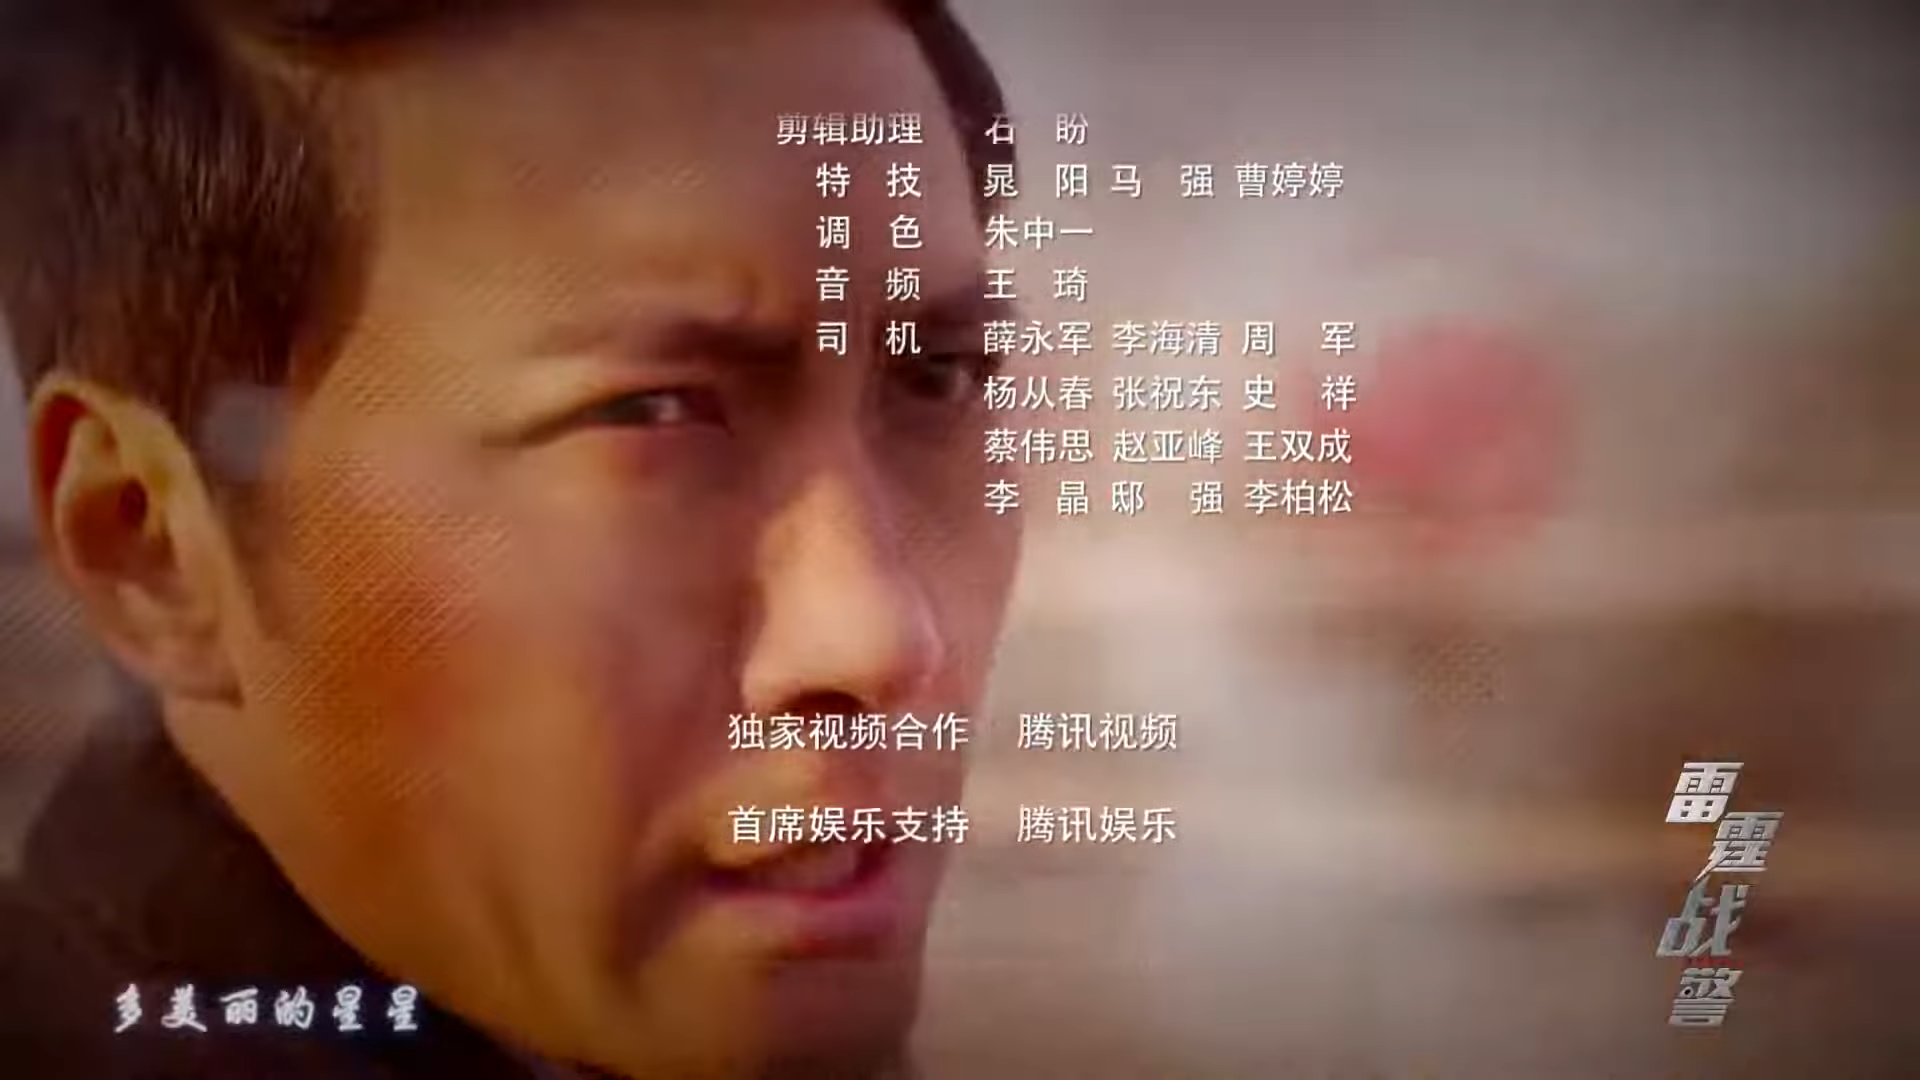 剪辑助理 石 盼
特 技 晁 阳 马 强 曹婷婷
调 色 朱中一
音 频 王 琦
司 机 薛永军 李海清 周 军
杨从春 张祝东 史 祥
蔡伟思 赵亚峰 王双成
李 晶 邸 强 李柏松
独家视频合作 腾讯视频
首席娱乐支持 腾讯娱乐
雷霆战警
多美丽的星星